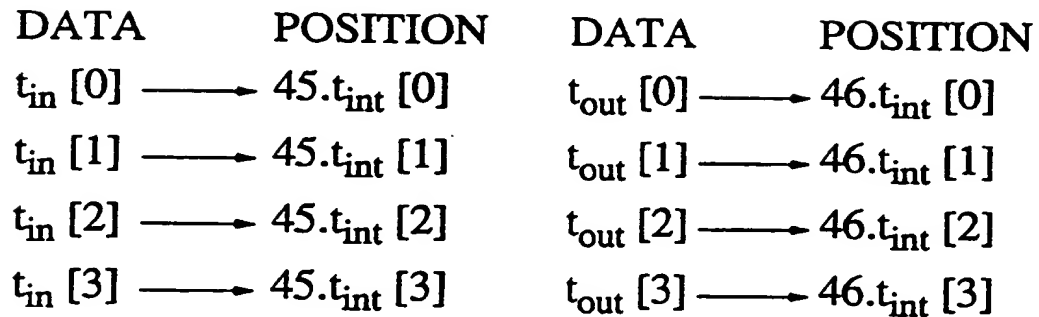 DATA POSITION DATA POSITION
t_in [0] → 45.t_int [0] t_out [0] → 46.t_int [0]
t_in [1] → 45.t_int [1] t_out [1] → 46.t_int [1]
t_in [2] → 45.t_int [2] t_out [2] → 46.t_int [2]
t_in [3] → 45.t_int [3] t_out [3] → 46.t_int [3]